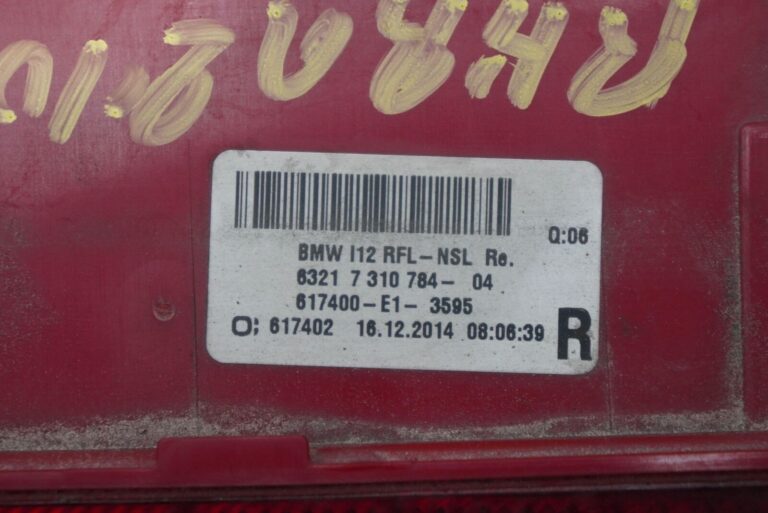 Q:06
BMW I12 RFL-NSL Re.
6321 7 310 784- 04
617400-E1- 3595
O; 617402 16.12.2014 08:06:39
R